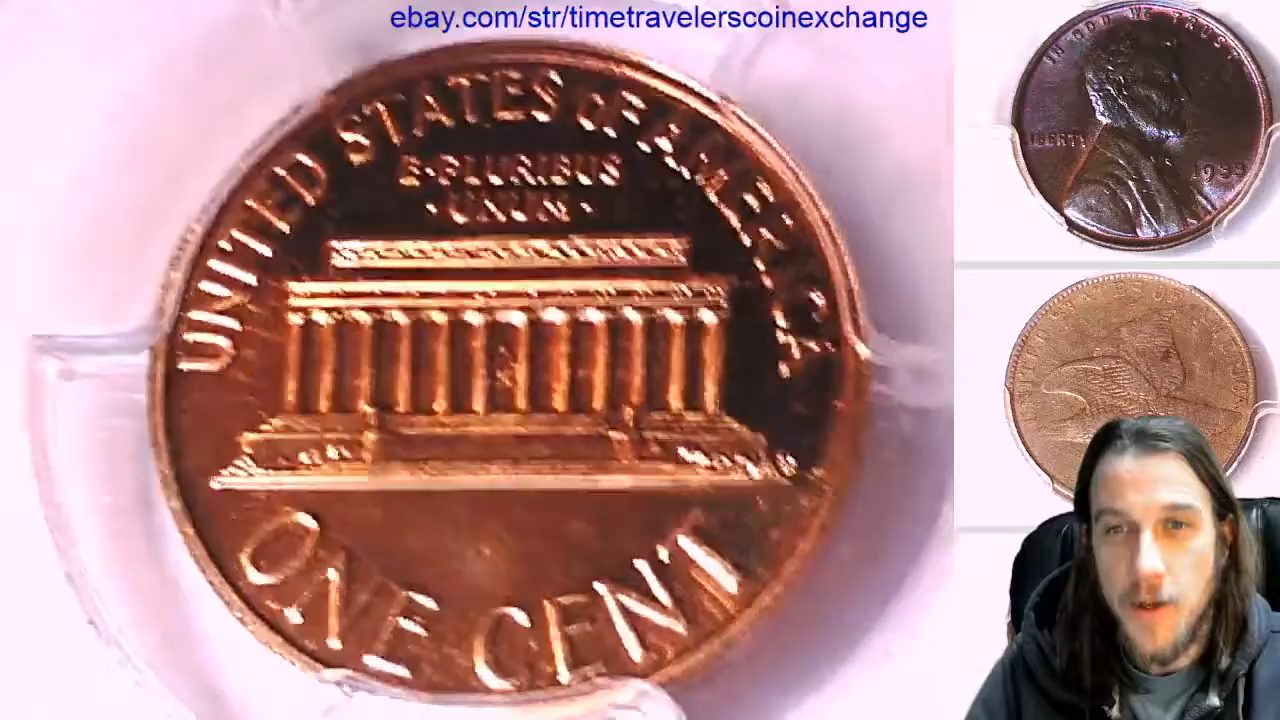 ebay.com/str/timetravelerscoinexchange
UNITED STATES OF AMERICA
E·PLURIBUS
·UNUM·
ONE CENT
IN GOD WE TRUST
LIBERTY